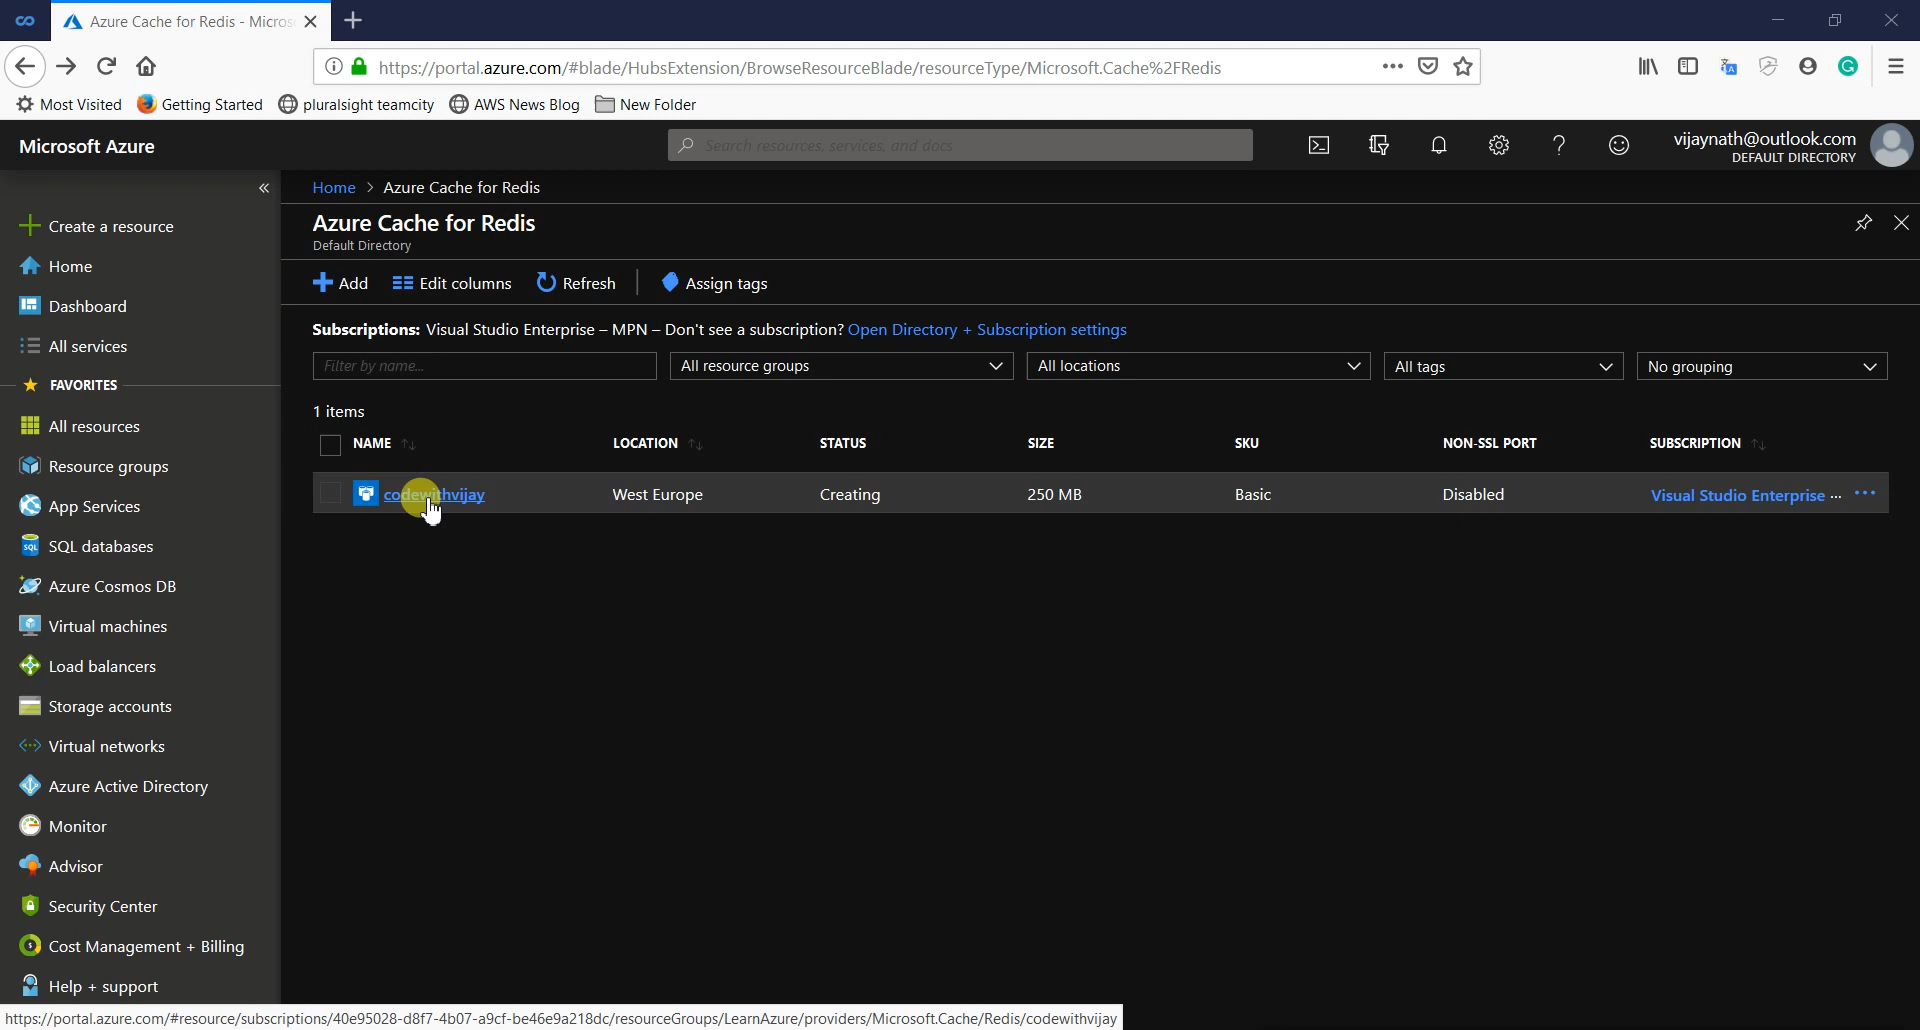 Azure Cache for Redis - Micros
https://portal.azure.com/#blade/HubsExtension/BrowseResourceBlade/resourceType/Microsoft.Cache%2FRedis
Most Visited Getting Started pluralsight teamcity AWS News Blog New Folder
Microsoft Azure
Search resources, services, and docs
vijaynath@outlook.com
DEFAULT DIRECTORY
Home > Azure Cache for Redis
Azure Cache for Redis
Default Directory
Add Edit columns Refresh Assign tags
Subscriptions: Visual Studio Enterprise – MPN – Don't see a subscription? Open Directory + Subscription settings
Filter by name... All resource groups All locations All tags No grouping
1 items
NAME LOCATION STATUS SIZE SKU NON-SSL PORT SUBSCRIPTION
codewithvijay West Europe Creating 250 MB Basic Disabled Visual Studio Enterprise ...
Create a resource
Home
Dashboard
All services
FAVORITES
All resources
Resource groups
App Services
SQL SQL databases
Azure Cosmos DB
Virtual machines
Load balancers
Storage accounts
Virtual networks
Azure Active Directory
Monitor
Advisor
Security Center
Cost Management + Billing
Help + support
https://portal.azure.com/#resource/subscriptions/40e95028-d8f7-4b07-a9cf-be46e9a218dc/resourceGroups/LearnAzure/providers/Microsoft.Cache/Redis/codewithvijay